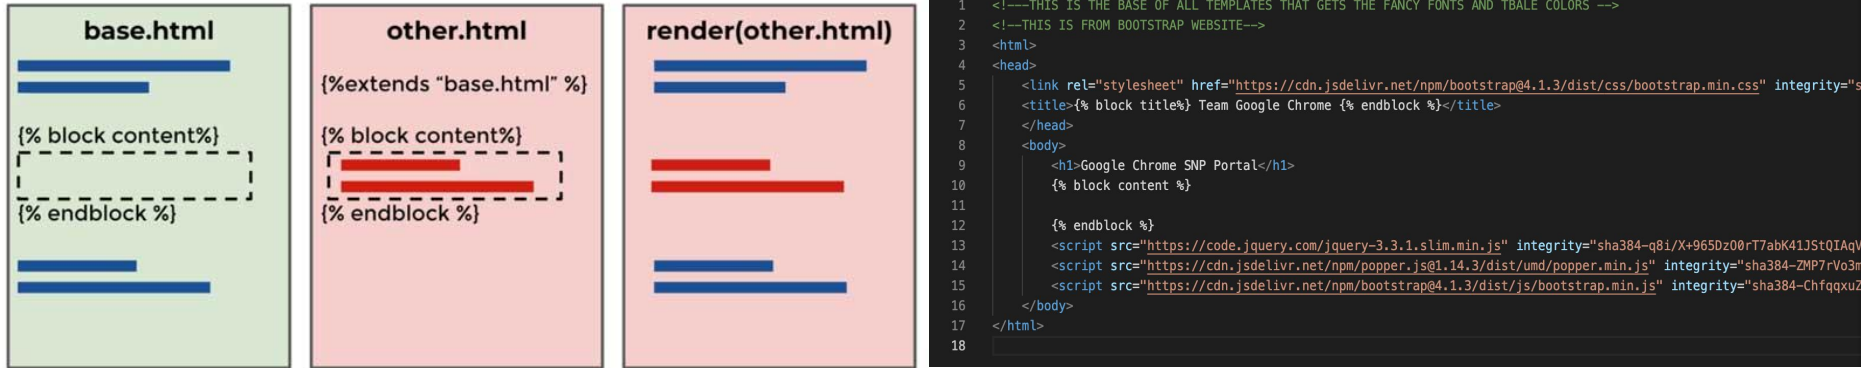 base.html
{% block content%}
{% endblock %}
other.html
{%extends “base.html” %}
{% block content%}
{% endblock %}
render(other.html)
1 <!---THIS IS THE BASE OF ALL TEMPLATES THAT GETS THE FANCY FONTS AND TBALE COLORS -->
2 <!--THIS IS FROM BOOTSTRAP WEBSITE-->
3 <html>
4 <head>
5 <link rel="stylesheet" href="https://cdn.jsdelivr.net/npm/bootstrap@4.1.3/dist/css/bootstrap.min.css" integrity="s
6 <title>{% block title%} Team Google Chrome {% endblock %}</title>
7 </head>
8 <body>
9 <h1>Google Chrome SNP Portal</h1>
10 {% block content %}
11
12 {% endblock %}
13 <script src="https://code.jquery.com/jquery-3.3.1.slim.min.js" integrity="sha384-q8i/X+965DzO0rT7abK41JStQIAqV
14 <script src="https://cdn.jsdelivr.net/npm/popper.js@1.14.3/dist/umd/popper.min.js" integrity="sha384-ZMP7rVo3m
15 <script src="https://cdn.jsdelivr.net/npm/bootstrap@4.1.3/dist/js/bootstrap.min.js" integrity="sha384-ChfqqxuZ
16 </body>
17 </html>
18